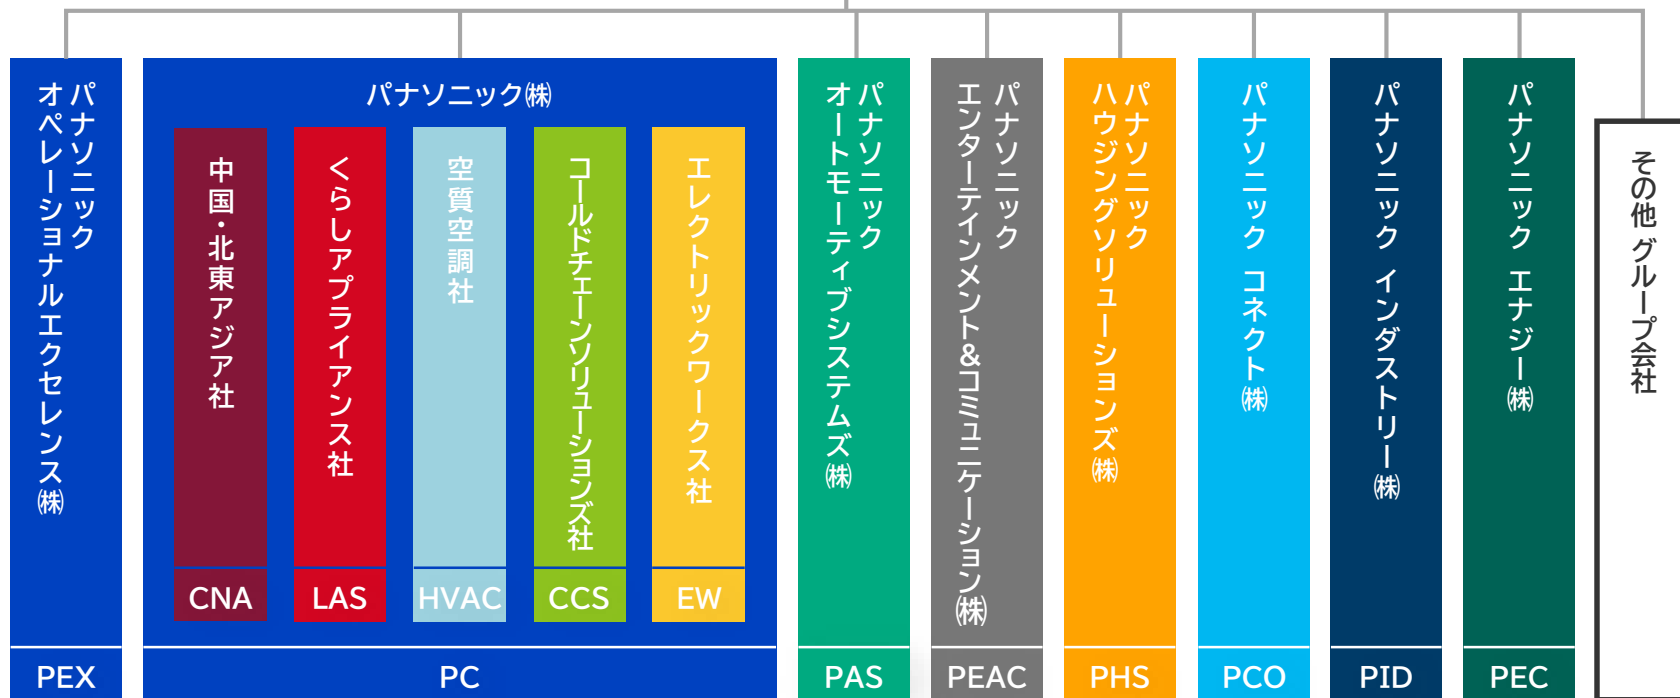 パナソニック
オペレーショナルエクセレンス㈱
PEX
パナソニック㈱
中国・北東アジア社
CNA
くらしアプライアンス社
LAS
空質空調社
HVAC
コールドチェーンソリューションズ社
CCS
エレクトリックワークス社
EW
PC
パナソニック
オートモーティブシステムズ㈱
PAS
パナソニック
エンターテインメント&コミュニケーション㈱
PEAC
パナソニック
ハウジングソリューションズ㈱
PHS
パナソニック コネクト㈱
PCO
パナソニック インダストリー㈱
PID
パナソニック エナジー㈱
PEC
その他 グループ会社